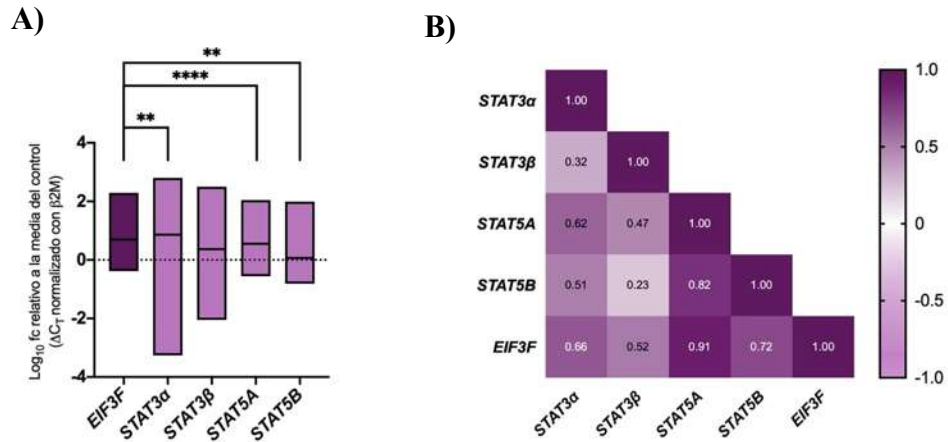 A)
**
****
**
4
2
0
-2
-4
Log10 fc relativo a la media del control
(ΔCT normalizado con β2M)
EIF3F
STAT3α
STAT3β
STAT5A
STAT5B
B)
STAT3α
1.00
STAT3β
0.32 1.00
STAT5A
0.62 0.47 1.00
STAT5B
0.51 0.23 0.82 1.00
EIF3F
0.66 0.52 0.91 0.72 1.00
STAT3α
STAT3β
STAT5A
STAT5B
EIF3F
1.0
0.5
0
-0.5
-1.0